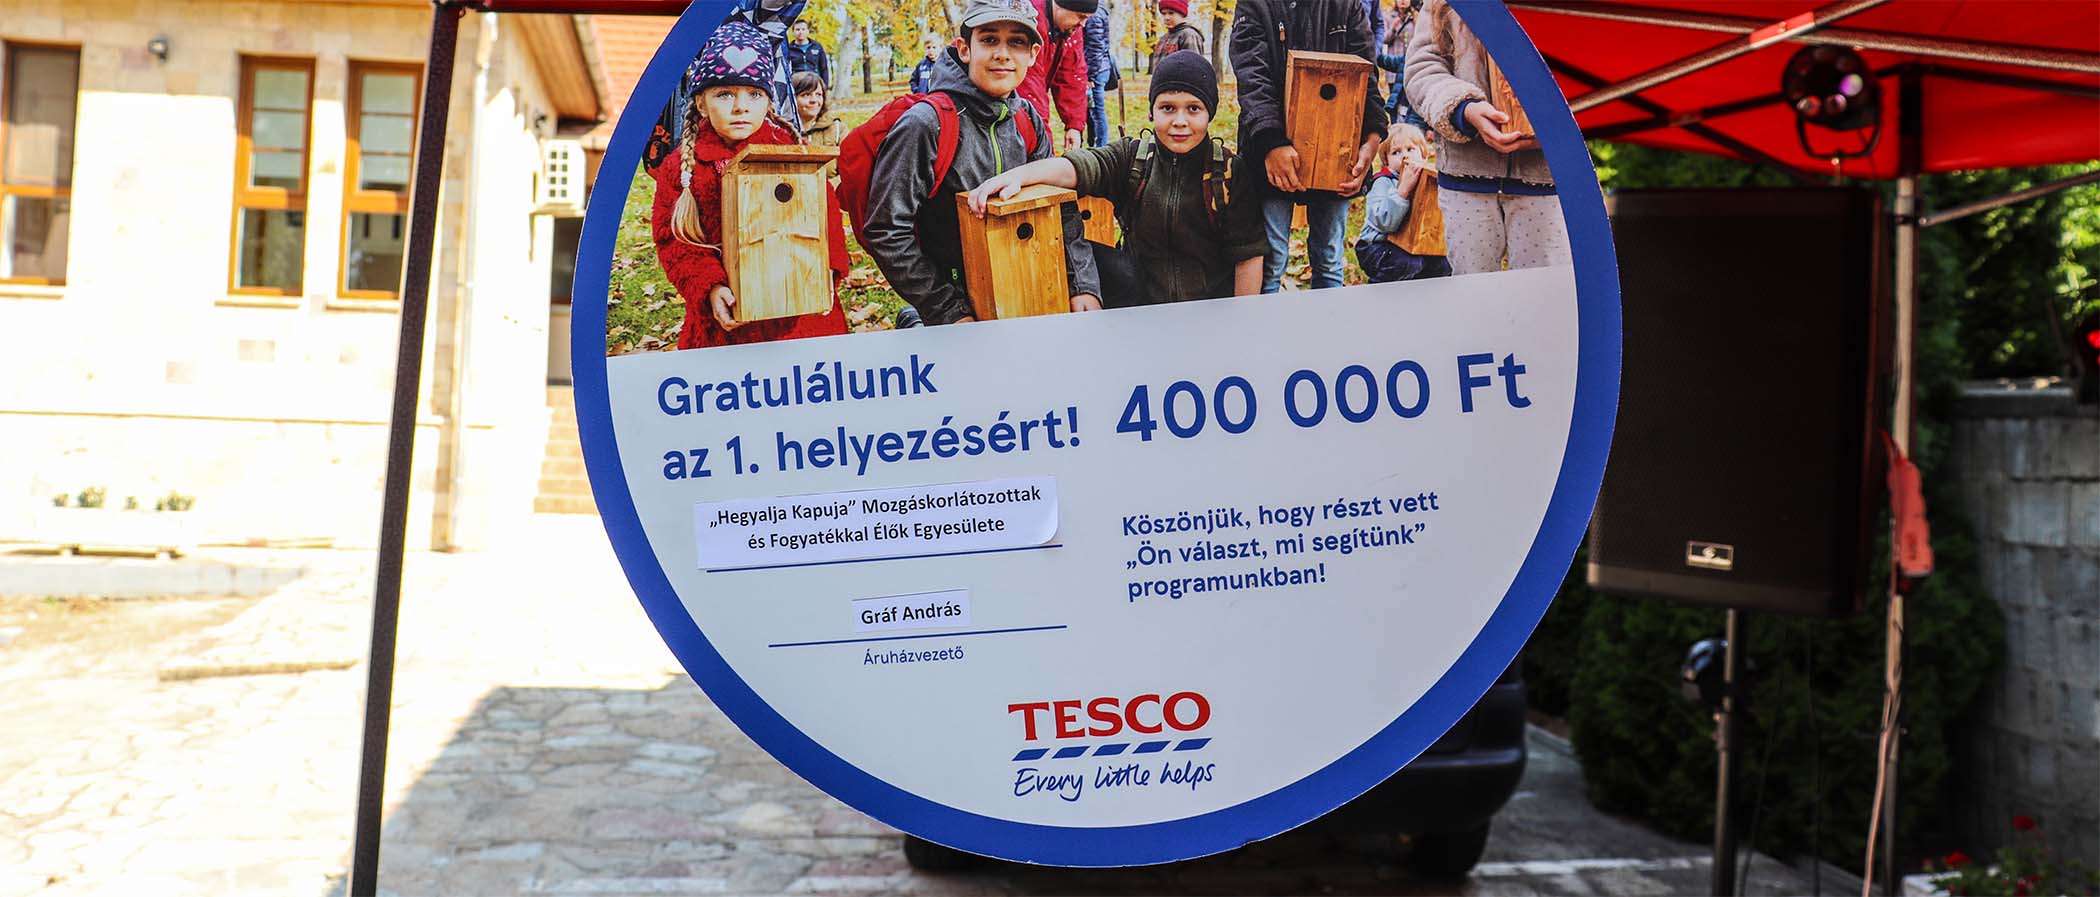 Gratulálunk
az 1. helyezésért!
400 000 Ft
„Hegyalja Kapuja” Mozgáskorlátozottak
és Fogyatékkal Élők Egyesülete
Gráf András
Áruházvezető
Köszönjük, hogy részt vett
„Ön választ, mi segítünk”
programunkban!
TESCO
Every little helps